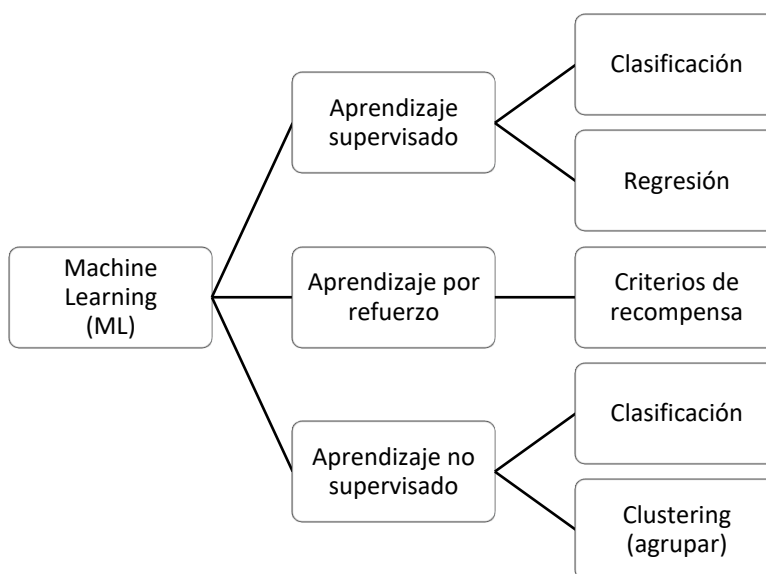 Machine
Learning
(ML)
Aprendizaje
supervisado
Clasificación
Regresión
Aprendizaje por
refuerzo
Criterios de
recompensa
Aprendizaje no
supervisado
Clasificación
Clustering
(agrupar)